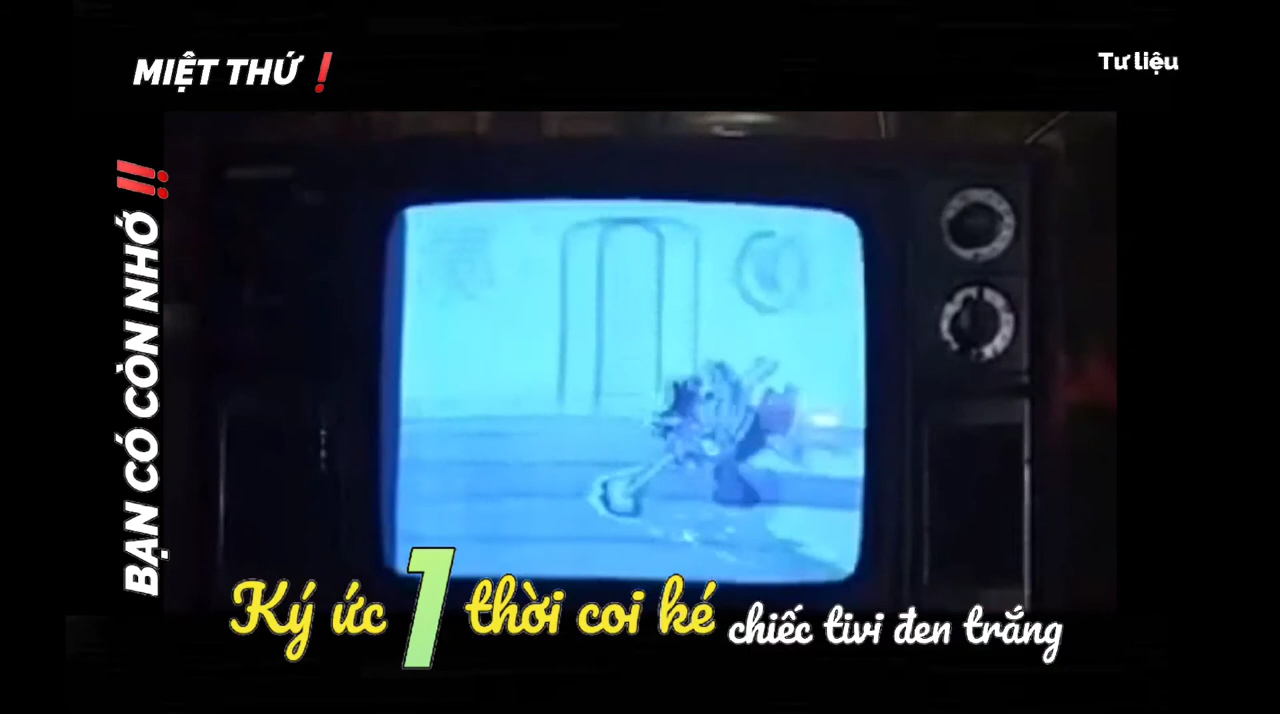 MIỆT THỨ❗
Tư liệu
BẠN CÓ CÒN NHỚ ‼
Ký ức 1 thời coi ké chiếc tivi đen trắng